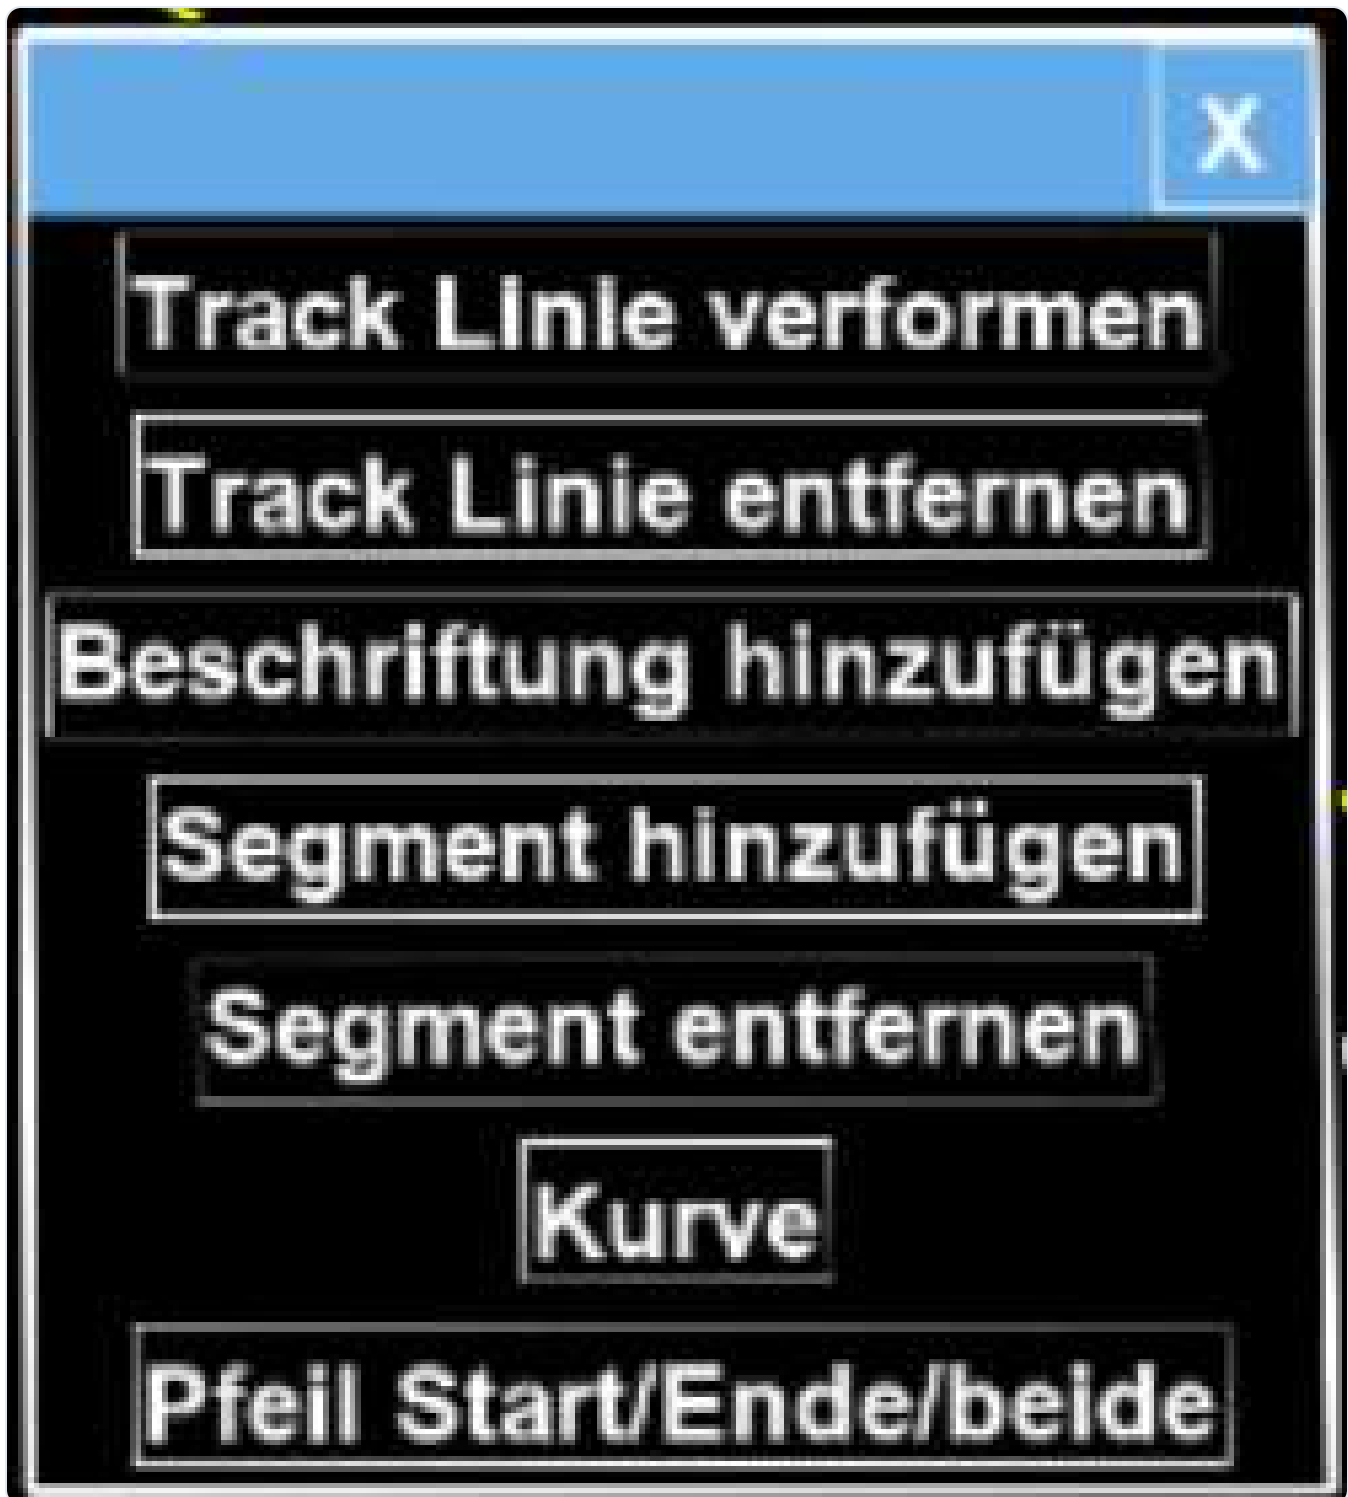 X
Track Linie verformen
Track Linie entfernen
Beschriftung hinzufügen
Segment hinzufügen
Segment entfernen
Kurve
Pfeil Start/Ende/beide